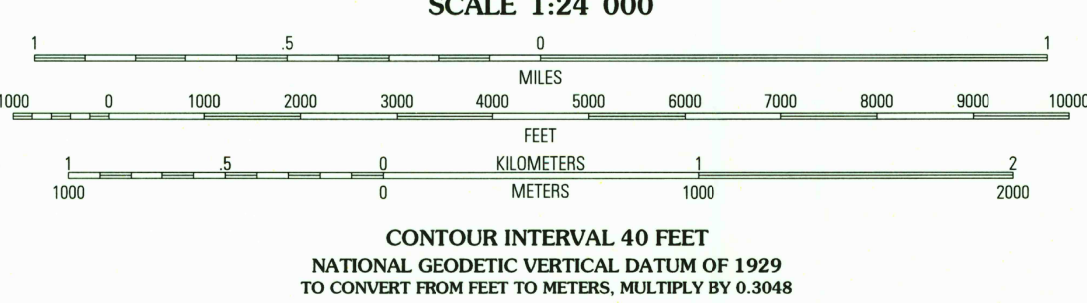 SCALE 1:24 000
1 .5 0 1
MILES
1000 0 1000 2000 3000 4000 5000 6000 7000 8000 9000 10000
FEET
1 .5 0 KILOMETERS 1 2
1000 0 METERS 1000 2000
CONTOUR INTERVAL 40 FEET
NATIONAL GEODETIC VERTICAL DATUM OF 1929
TO CONVERT FROM FEET TO METERS, MULTIPLY BY 0.3048